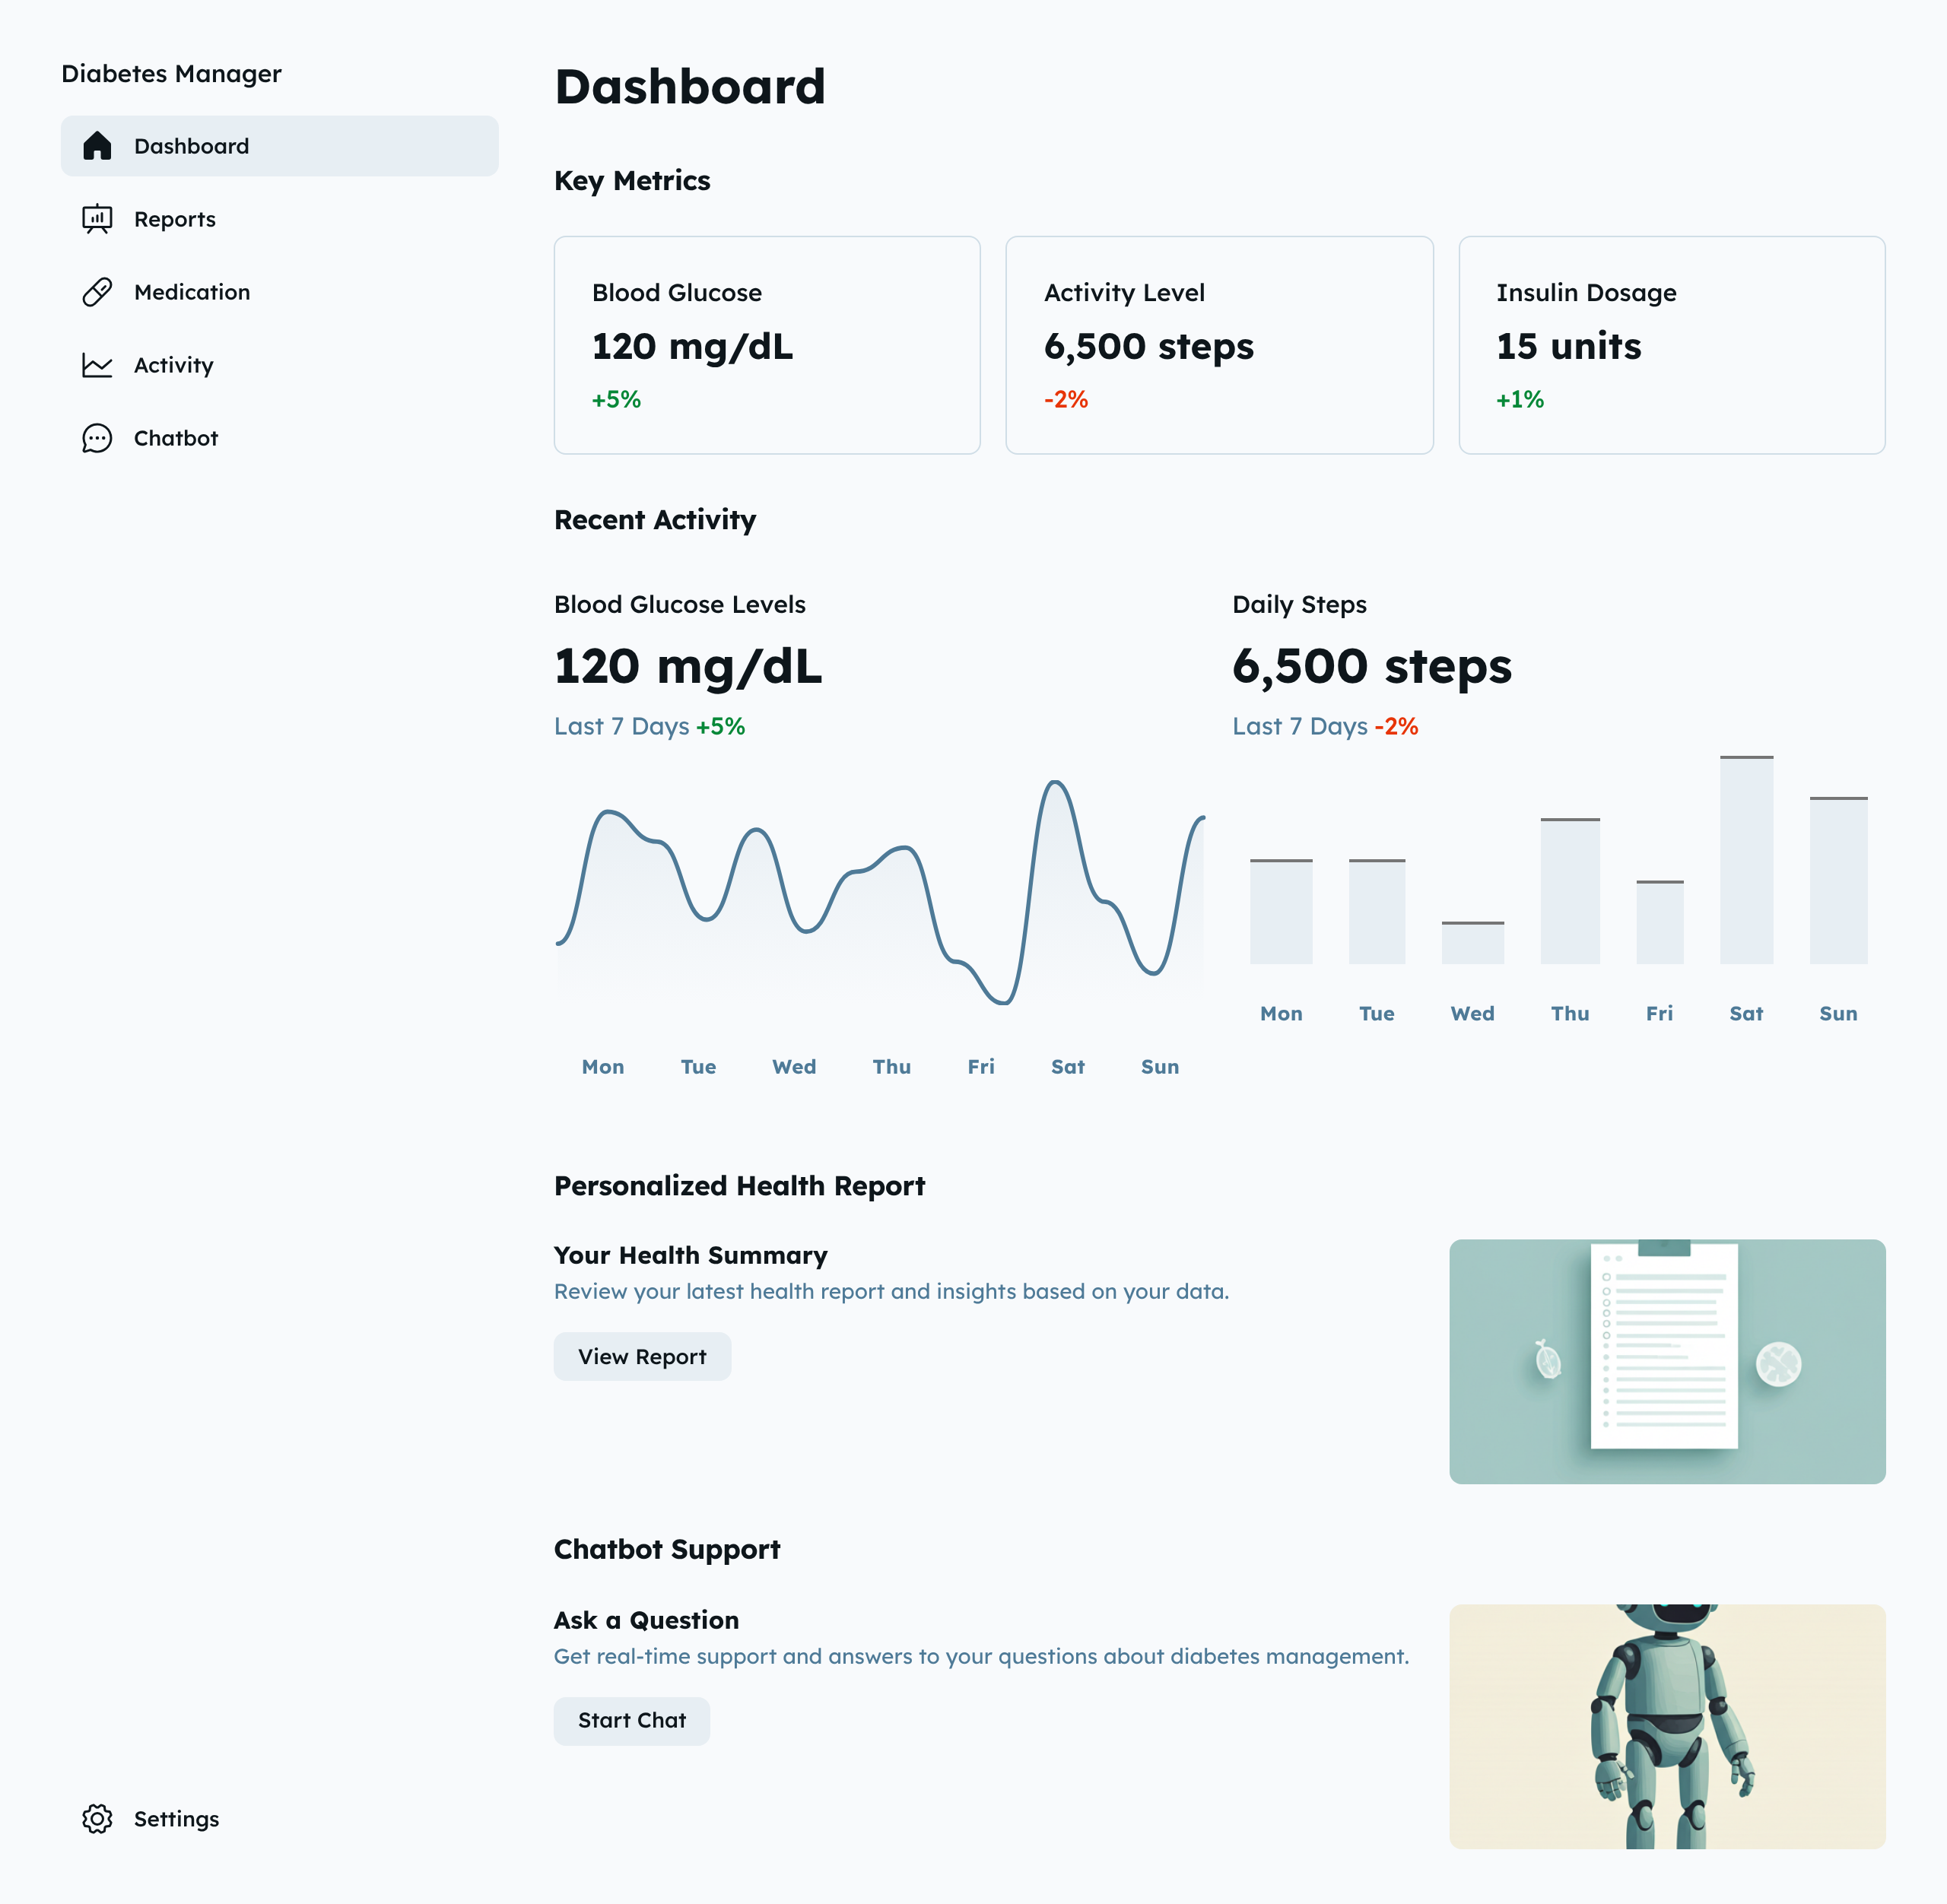 Diabetes Manager
Dashboard
Reports
Medication
Activity
Chatbot
Settings
Dashboard
Key Metrics
Blood Glucose
120 mg/dL
+5%
Activity Level
6,500 steps
-2%
Insulin Dosage
15 units
+1%
Recent Activity
Blood Glucose Levels
120 mg/dL
Last 7 Days +5%
Mon Tue Wed Thu Fri Sat Sun
Daily Steps
6,500 steps
Last 7 Days -2%
Mon Tue Wed Thu Fri Sat Sun
Personalized Health Report
Your Health Summary
Review your latest health report and insights based on your data.
View Report
Chatbot Support
Ask a Question
Get real-time support and answers to your questions about diabetes management.
Start Chat